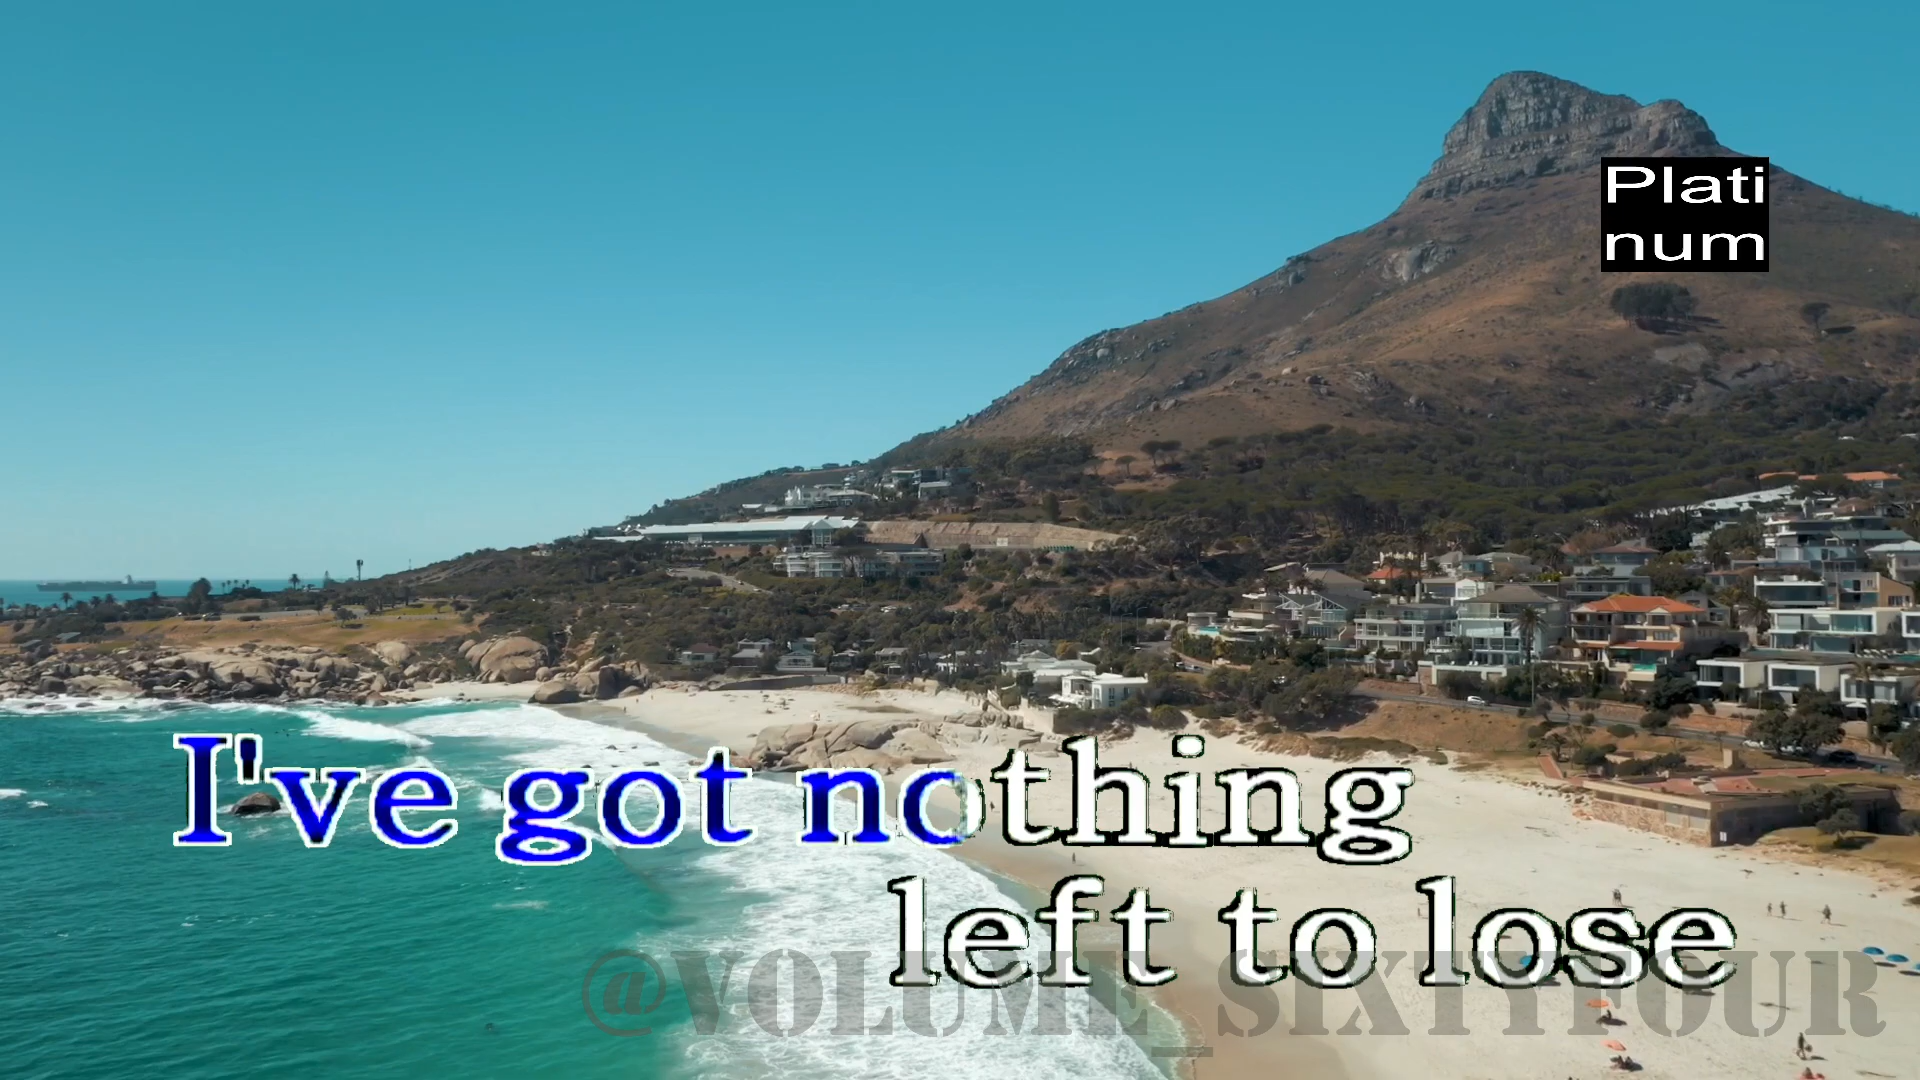 Plati
num
I've got nothing
left to lose
@VOLUME_SIXTYFOUR